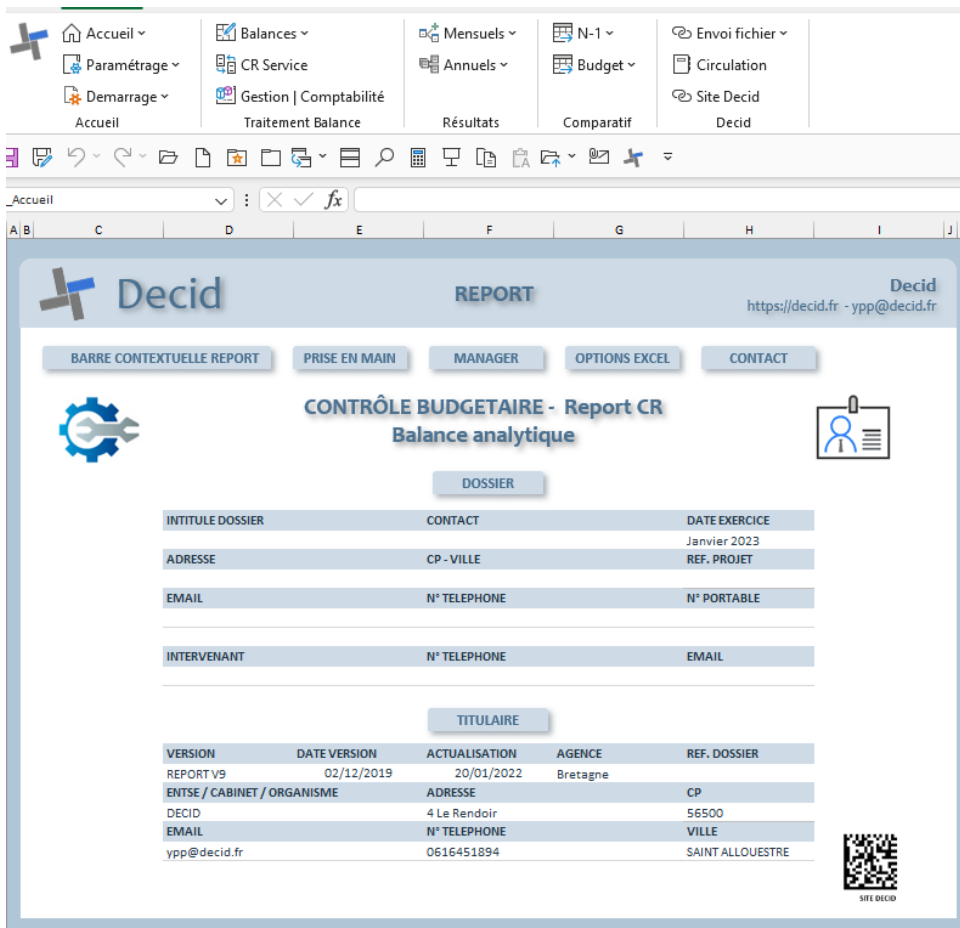 Accueil Balances Mensuels N-1 Envoi fichier
Paramétrage CR Service Annuels Budget Circulation
Demarrage Gestion | Comptabilité Site Decid
Accueil Traitement Balance Résultats Comparatif Decid
_Accueil fx
A B C D E F G H I J
Decid REPORT Decid
https://decid.fr - ypp@decid.fr
BARRE CONTEXTUELLE REPORT PRISE EN MAIN MANAGER OPTIONS EXCEL CONTACT
CONTRÔLE BUDGETAIRE - Report CR
Balance analytique
DOSSIER
INTITULE DOSSIER CONTACT DATE EXERCICE
Janvier 2023
ADRESSE CP - VILLE REF. PROJET
EMAIL N° TELEPHONE N° PORTABLE
INTERVENANT N° TELEPHONE EMAIL
TITULAIRE
VERSION DATE VERSION ACTUALISATION AGENCE REF. DOSSIER
REPORT V9 02/12/2019 20/01/2022 Bretagne
ENTSE / CABINET / ORGANISME ADRESSE CP
DECID 4 Le Rendoir 56500
EMAIL N° TELEPHONE VILLE
ypp@decid.fr 0616451894 SAINT ALLOUESTRE
SITE DECID